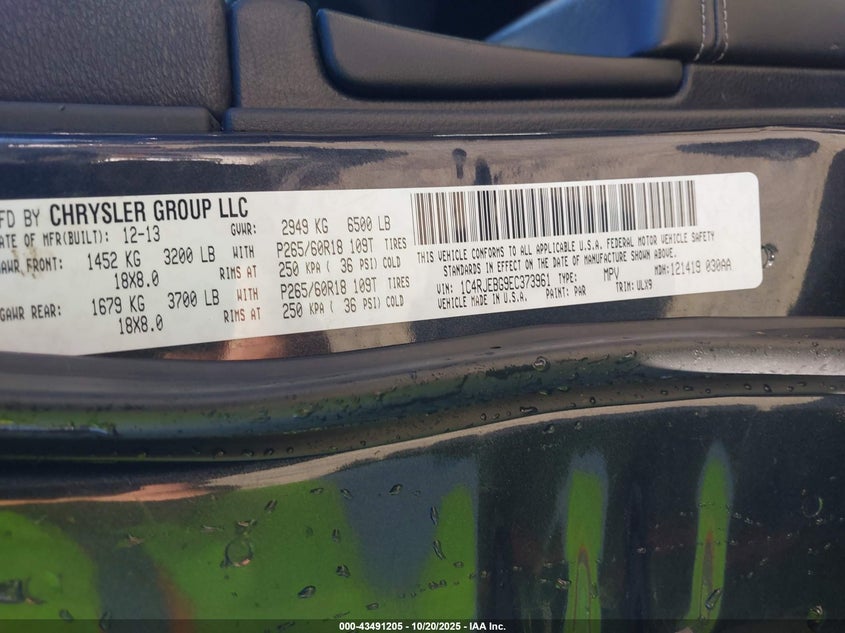 MFD BY CHRYSLER GROUP LLC
DATE OF MFR(BUILT): 12-13 GVWR: 2949 KG 6500 LB
GAWR FRONT: 1452 KG 3200 LB WITH P265/60R18 109T TIRES
18X8.0 RIMS AT 250 KPA ( 36 PSI) COLD
GAWR REAR: 1679 KG 3700 LB WITH P265/60R18 109T TIRES
18X8.0 RIMS AT 250 KPA ( 36 PSI) COLD
THIS VEHICLE CONFORMS TO ALL APPLICABLE U.S.A. FEDERAL MOTOR VEHICLE SAFETY
STANDARDS IN EFFECT ON THE DATE OF MANUFACTURE SHOWN ABOVE.
VIN: 1C4RJEBG9EC373961 TYPE: MPV MDH:121419 030AA
VEHICLE MADE IN U.S.A. PAINT: PAR TRIM: ULX9
000-43491205 - 10/20/2025 - IAA Inc.